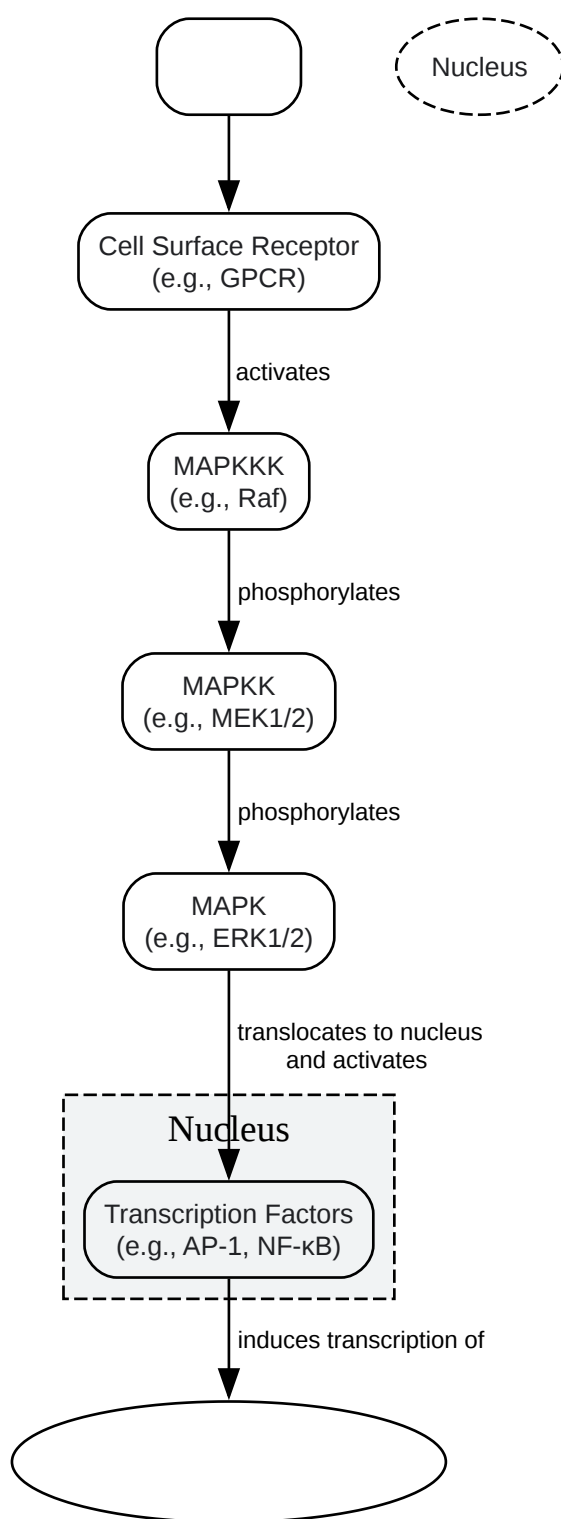 Nucleus
Cell Surface Receptor
(e.g., GPCR)
activates
MAPKKK
(e.g., Raf)
phosphorylates
MAPKK
(e.g., MEK1/2)
phosphorylates
MAPK
(e.g., ERK1/2)
translocates to nucleus
and activates
Nucleus
Transcription Factors
(e.g., AP-1, NF-κB)
induces transcription of